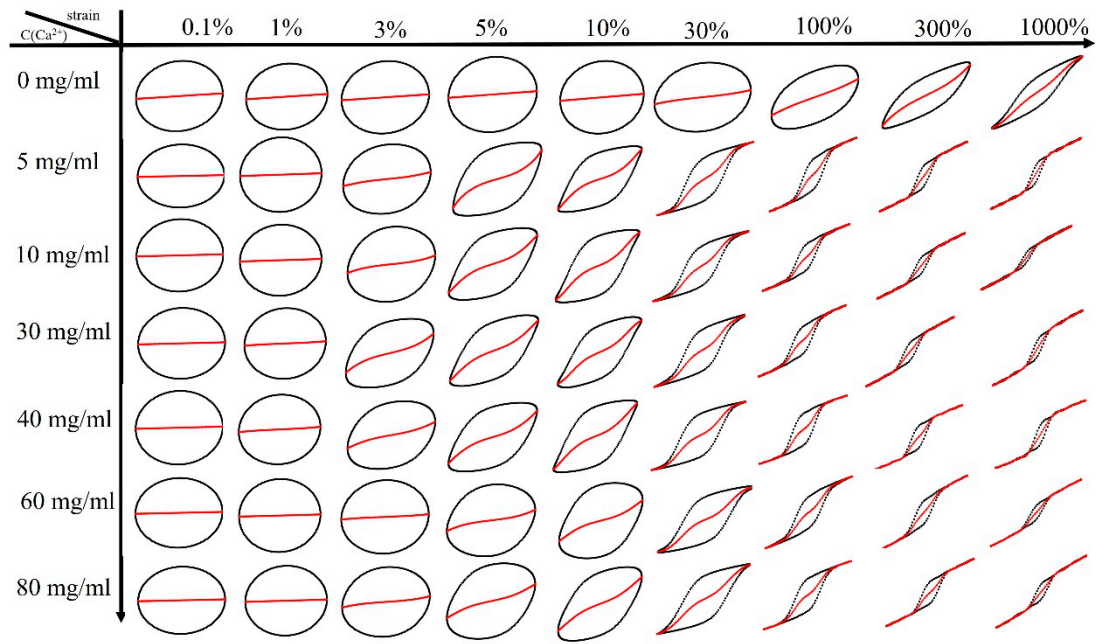 strain
C(Ca²⁺)
0.1% 1% 3% 5% 10% 30% 100% 300% 1000%
0 mg/ml
5 mg/ml
10 mg/ml
30 mg/ml
40 mg/ml
60 mg/ml
80 mg/ml